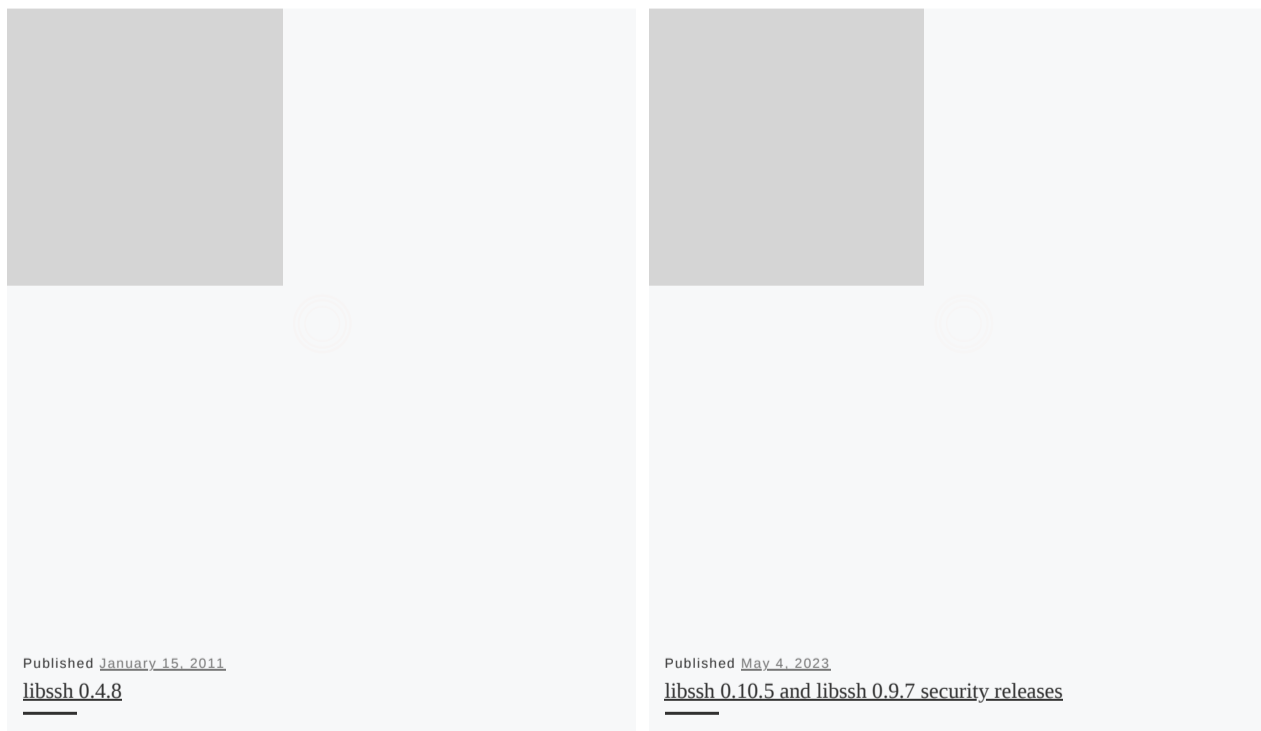 Published January 15, 2011
libssh 0.4.8
Published May 4, 2023
libssh 0.10.5 and libssh 0.9.7 security releases